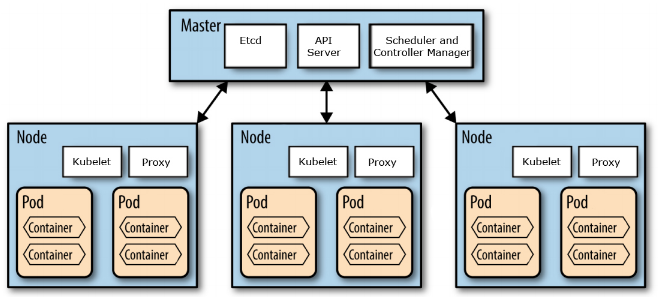 Master
Etcd
API
Server
Scheduler and
Controller Manager
Node
Kubelet
Proxy
Pod
Container
Container
Pod
Container
Container
Node
Kubelet
Proxy
Pod
Container
Container
Pod
Container
Container
Node
Kubelet
Proxy
Pod
Container
Container
Pod
Container
Container